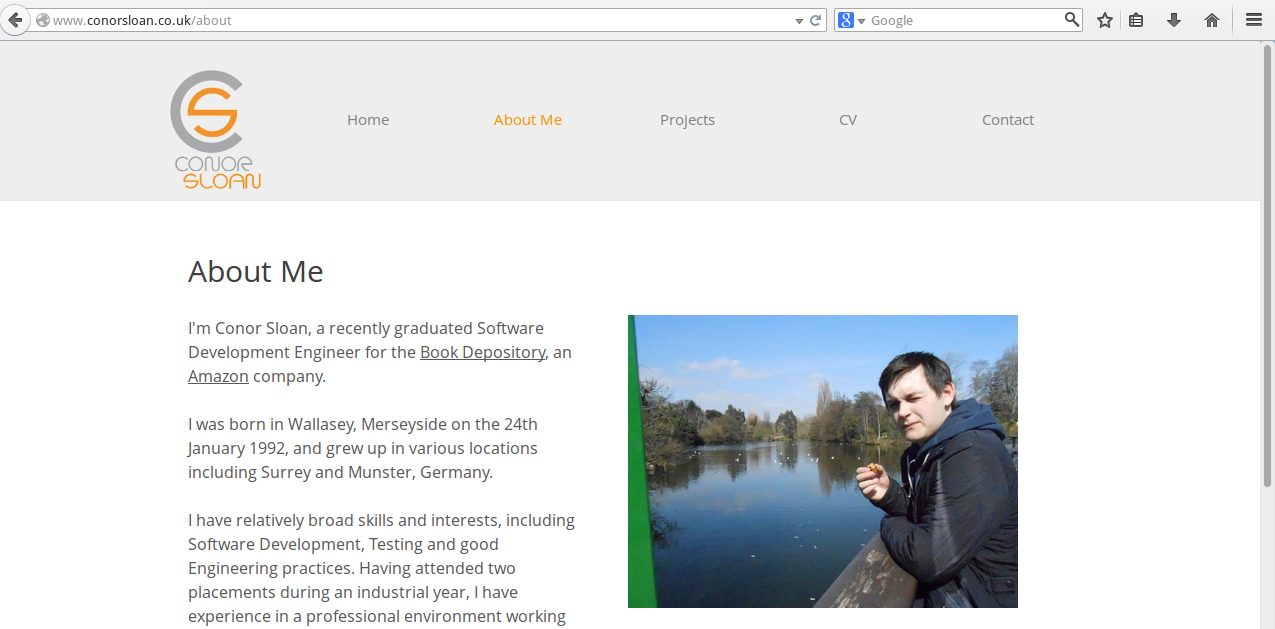 www.conorsloan.co.uk/about
Google
CONOR
SLOAN
Home
About Me
Projects
CV
Contact
About Me
I'm Conor Sloan, a recently graduated Software
Development Engineer for the Book Depository, an
Amazon company.
I was born in Wallasey, Merseyside on the 24th
January 1992, and grew up in various locations
including Surrey and Munster, Germany.
I have relatively broad skills and interests, including
Software Development, Testing and good
Engineering practices. Having attended two
placements during an industrial year, I have
experience in a professional environment working